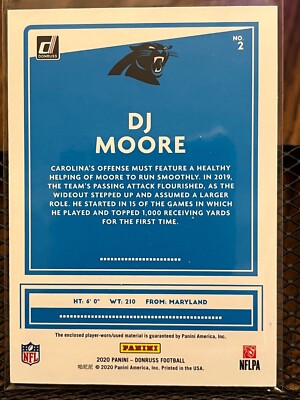 DONRUSS
NO. 2
DJ
MOORE
CAROLINA'S OFFENSE MUST FEATURE A HEALTHY
HELPING OF MOORE TO RUN SMOOTHLY. IN 2019,
THE TEAM'S PASSING ATTACK FLOURISHED, AS THE
WIDEOUT STEPPED UP AND ASSUMED A LARGER
ROLE. HE STARTED IN 15 OF THE GAMES IN WHICH
HE PLAYED AND TOPPED 1,000 RECEIVING YARDS
FOR THE FIRST TIME.
HT: 6' 0" WT: 210 FROM: MARYLAND
The enclosed player-worn/used material is guaranteed by Panini America, Inc.
PANINI
2020 PANINI – DONRUSS FOOTBALL
© 2020 Panini America, Inc. Printed in the USA.
NFL
NFLPA